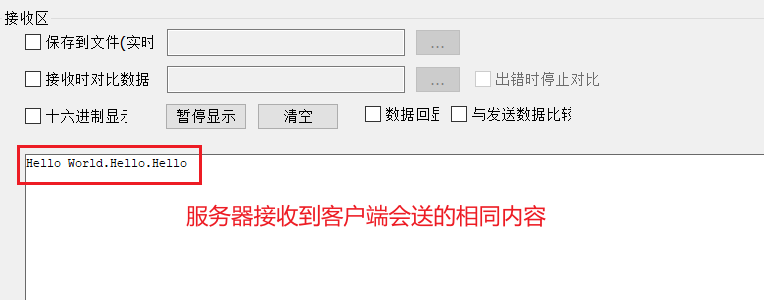 接收区
保存到文件(实时
...
接收时对比数据
...
出错时停止对比
十六进制显示
暂停显示
清空
数据回显
与发送数据比较
Hello World.Hello.Hello
服务器接收到客户端会送的相同内容